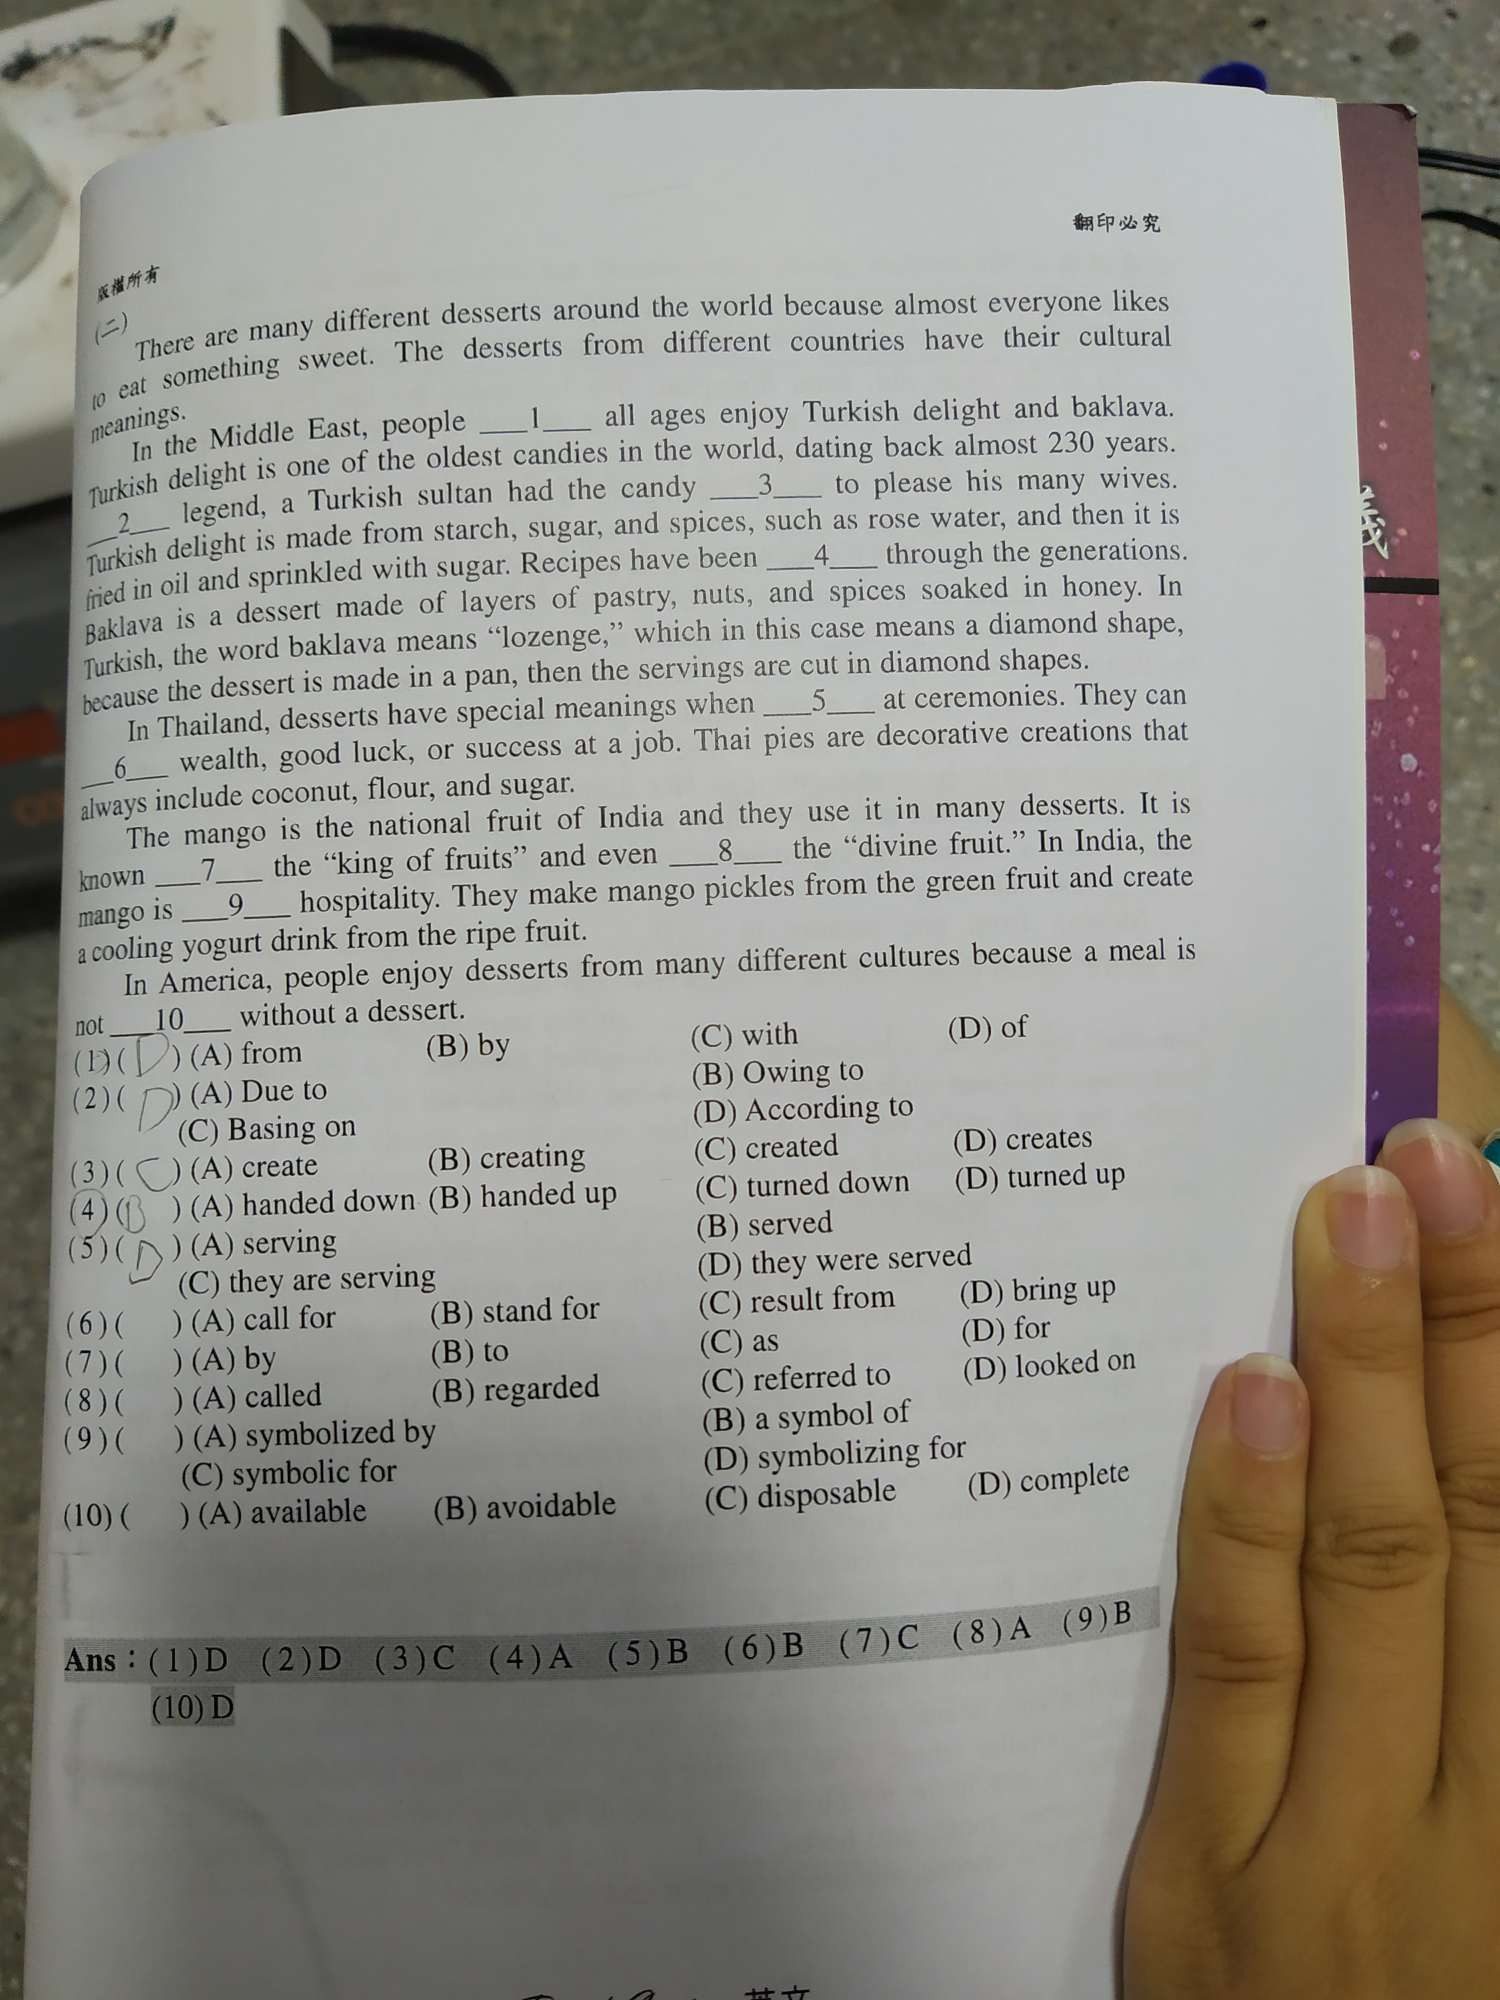 翻印必究
版權所有
(二)
There are many different desserts around the world because almost everyone likes
to eat something sweet. The desserts from different countries have their cultural
meanings.
In the Middle East, people ___1___ all ages enjoy Turkish delight and baklava.
Turkish delight is one of the oldest candies in the world, dating back almost 230 years.
___2___ legend, a Turkish sultan had the candy ___3___ to please his many wives.
Turkish delight is made from starch, sugar, and spices, such as rose water, and then it is
fried in oil and sprinkled with sugar. Recipes have been ___4___ through the generations.
Baklava is a dessert made of layers of pastry, nuts, and spices soaked in honey. In
Turkish, the word baklava means “lozenge,” which in this case means a diamond shape,
because the dessert is made in a pan, then the servings are cut in diamond shapes.
In Thailand, desserts have special meanings when ___5___ at ceremonies. They can
___6___ wealth, good luck, or success at a job. Thai pies are decorative creations that
always include coconut, flour, and sugar.
The mango is the national fruit of India and they use it in many desserts. It is
known ___7___ the “king of fruits” and even ___8___ the “divine fruit.” In India, the
mango is ___9___ hospitality. They make mango pickles from the green fruit and create
a cooling yogurt drink from the ripe fruit.
In America, people enjoy desserts from many different cultures because a meal is
not ___10___ without a dessert.
(1)( D ) (A) from (B) by (C) with (D) of
(2)( D ) (A) Due to (B) Owing to
(C) Basing on (D) According to
(3)( C ) (A) create (B) creating (C) created (D) creates
(4)( B ) (A) handed down (B) handed up (C) turned down (D) turned up
(5)( D ) (A) serving (B) served
(C) they are serving (D) they were served
(6)( ) (A) call for (B) stand for (C) result from (D) bring up
(7)( ) (A) by (B) to (C) as (D) for
(8)( ) (A) called (B) regarded (C) referred to (D) looked on
(9)( ) (A) symbolized by (B) a symbol of
(C) symbolic for (D) symbolizing for
(10)( ) (A) available (B) avoidable (C) disposable (D) complete
Ans：(1)D (2)D (3)C (4)A (5)B (6)B (7)C (8)A (9)B
(10)D
義